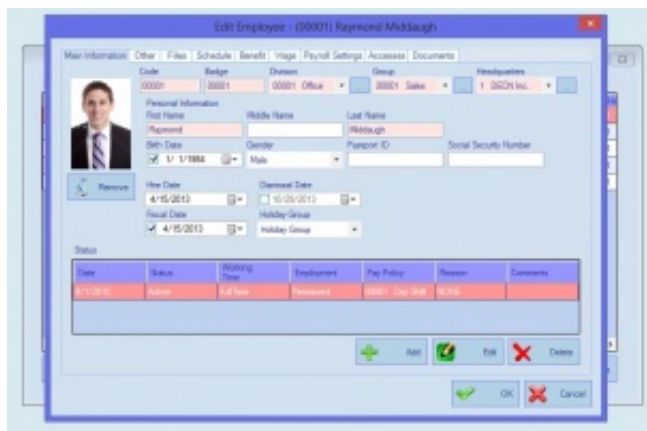 Edit Employee - (00001) Raymond Middaugh
Main Information Other Files Schedule Benefit Wage Payroll Settings Accesses Documents
Code Badge Division Group Headquarters
00001 00001 00001 Office 00001 Sales 1 DSCN Inc.
Personal Information
First Name Middle Name Last Name
Raymond Middaugh
Birth Date Gender Passport ID Social Security Number
1/ 1/1984 Male
Remove
Hire Date Dismissal Date
4/15/2013 10/29/2013
Fiscal Date Holiday Group
4/15/2013 Holiday Group
Status
Date Status Working Time Employment Pay Policy Reason Comments
Active Full Time Permanent 00001 Day Shift NONE
Add Edit Delete
OK Cancel